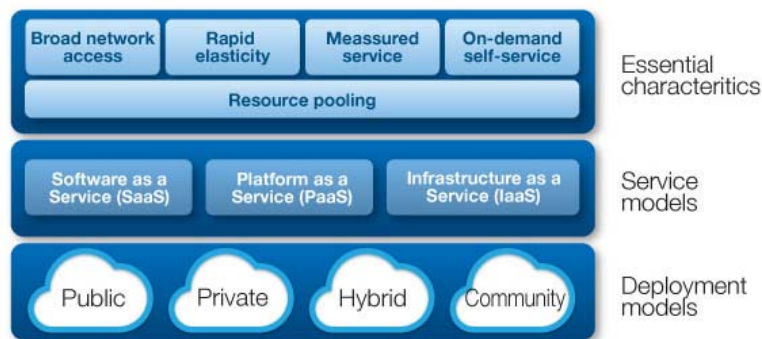 Broad network
access
Rapid
elasticity
Meassured
service
On-demand
self-service
Resource pooling
Essential
characteritics
Software as a
Service (SaaS)
Platform as a
Service (PaaS)
Infrastructure as a
Service (IaaS)
Service
models
Public
Private
Hybrid
Community
Deployment
models